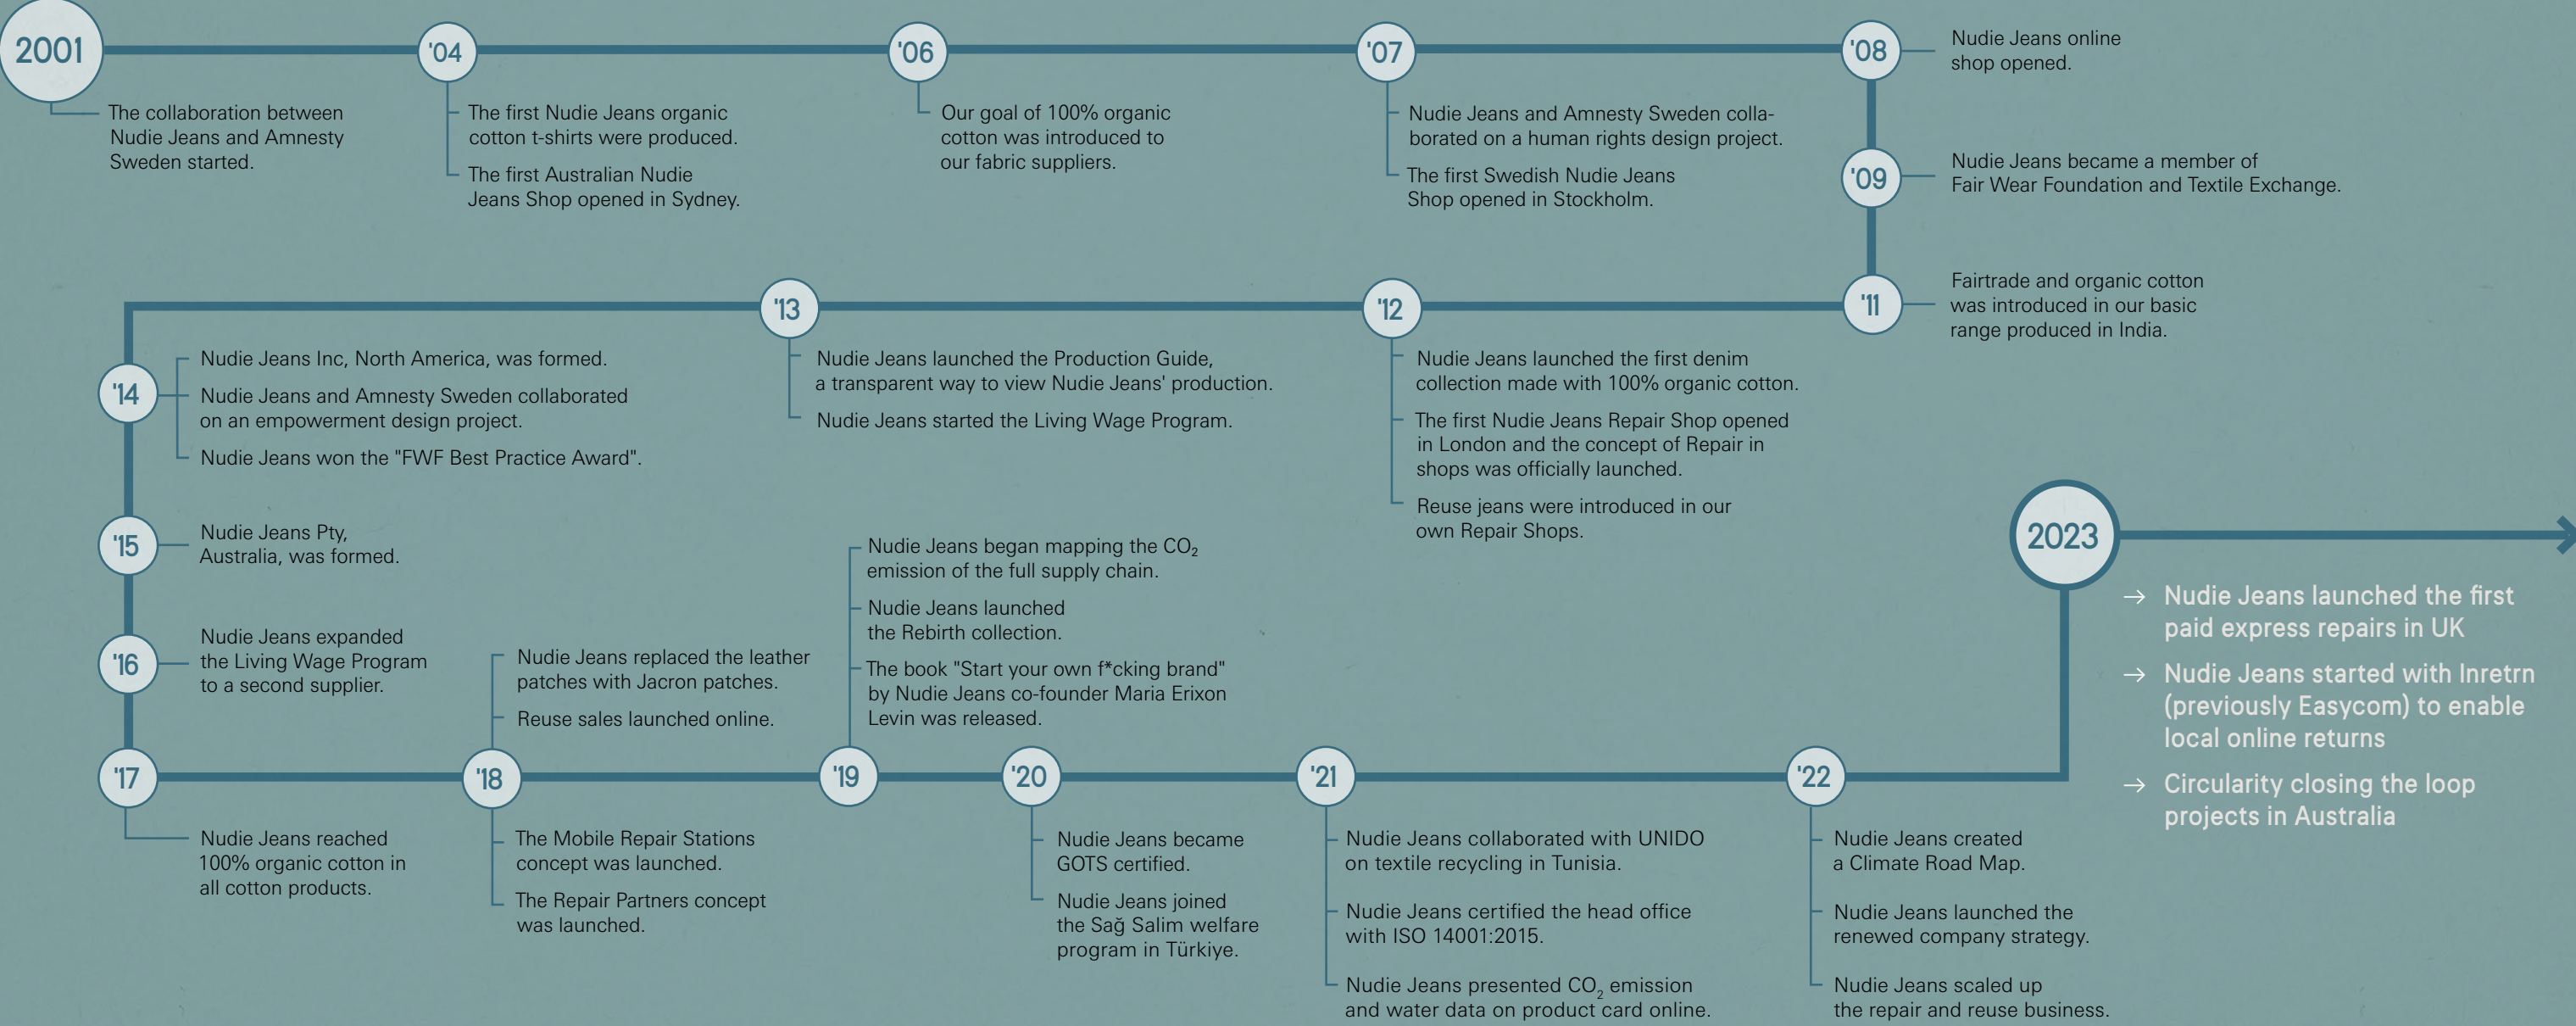 2001
The collaboration between
Nudie Jeans and Amnesty
Sweden started.
'04
The first Nudie Jeans organic
cotton t-shirts were produced.
The first Australian Nudie
Jeans Shop opened in Sydney.
'06
Our goal of 100% organic
cotton was introduced to
our fabric suppliers.
'07
Nudie Jeans and Amnesty Sweden colla-
borated on a human rights design project.
The first Swedish Nudie Jeans
Shop opened in Stockholm.
'08
Nudie Jeans online
shop opened.
'09
Nudie Jeans became a member of
Fair Wear Foundation and Textile Exchange.
'11
Fairtrade and organic cotton
was introduced in our basic
range produced in India.
'12
Nudie Jeans launched the first denim
collection made with 100% organic cotton.
The first Nudie Jeans Repair Shop opened
in London and the concept of Repair in
shops was officially launched.
Reuse jeans were introduced in our
own Repair Shops.
'13
Nudie Jeans launched the Production Guide,
a transparent way to view Nudie Jeans' production.
Nudie Jeans started the Living Wage Program.
'14
Nudie Jeans Inc, North America, was formed.
Nudie Jeans and Amnesty Sweden collaborated
on an empowerment design project.
Nudie Jeans won the "FWF Best Practice Award".
'15
Nudie Jeans Pty,
Australia, was formed.
'16
Nudie Jeans expanded
the Living Wage Program
to a second supplier.
'17
Nudie Jeans reached
100% organic cotton in
all cotton products.
'18
Nudie Jeans replaced the leather
patches with Jacron patches.
Reuse sales launched online.
The Mobile Repair Stations
concept was launched.
The Repair Partners concept
was launched.
'19
Nudie Jeans began mapping the CO₂
emission of the full supply chain.
Nudie Jeans launched
the Rebirth collection.
The book "Start your own f*cking brand"
by Nudie Jeans co-founder Maria Erixon
Levin was released.
'20
Nudie Jeans became
GOTS certified.
Nudie Jeans joined
the Sağ Salim welfare
program in Türkiye.
'21
Nudie Jeans collaborated with UNIDO
on textile recycling in Tunisia.
Nudie Jeans certified the head office
with ISO 14001:2015.
Nudie Jeans presented CO₂ emission
and water data on product card online.
'22
Nudie Jeans created
a Climate Road Map.
Nudie Jeans launched the
renewed company strategy.
Nudie Jeans scaled up
the repair and reuse business.
2023
→ Nudie Jeans launched the first
paid express repairs in UK
→ Nudie Jeans started with Inretrn
(previously Easycom) to enable
local online returns
→ Circularity closing the loop
projects in Australia